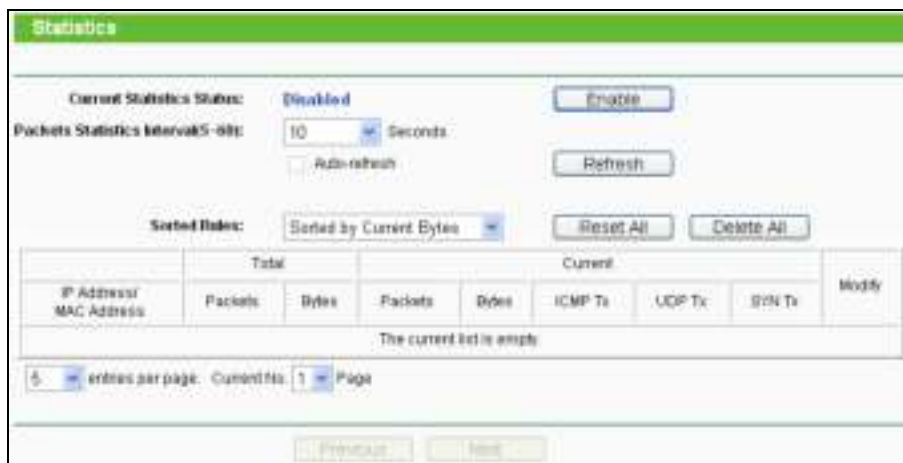 Statistics
Current Statistics Status: Disabled Enable
Packets Statistics Interval(5~60): 10 Seconds
Auto-refresh Refresh
Sorted Rules: Sorted by Current Bytes Reset All Delete All
Total Current
IP Address/ MAC Address Packets Bytes Packets Bytes ICMP Tx UDP Tx SYN Tx Modify
The current list is empty
5 entries per page. Current No. 1 Page
Previous Next